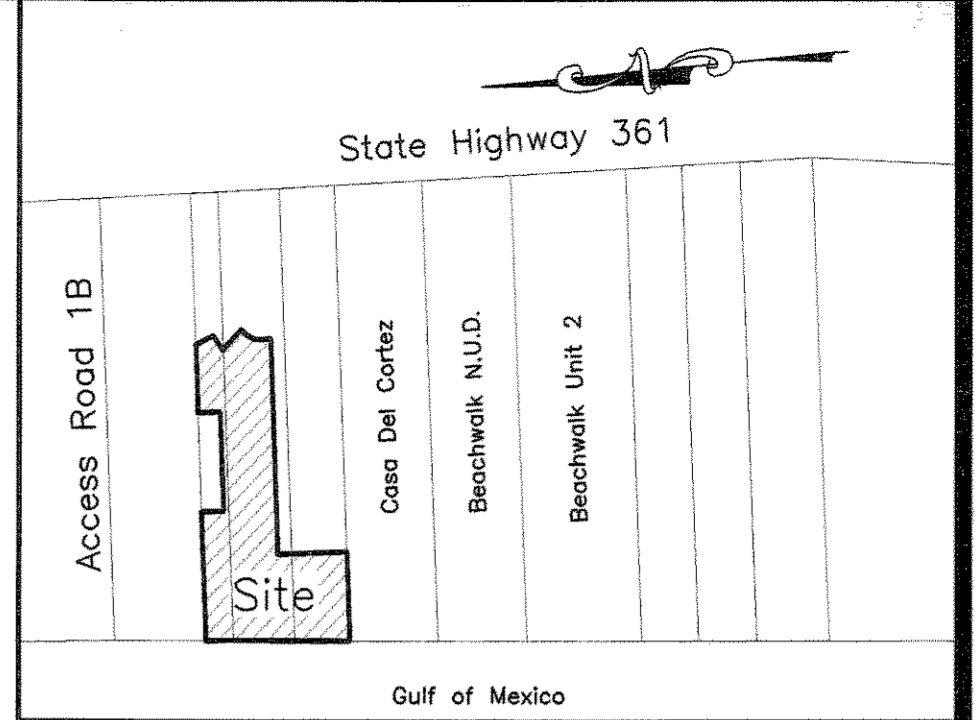 N
State Highway 361
Access Road 1B
Casa Del Cortez
Beachwalk N.U.D.
Beachwalk Unit 2
Site
Gulf of Mexico